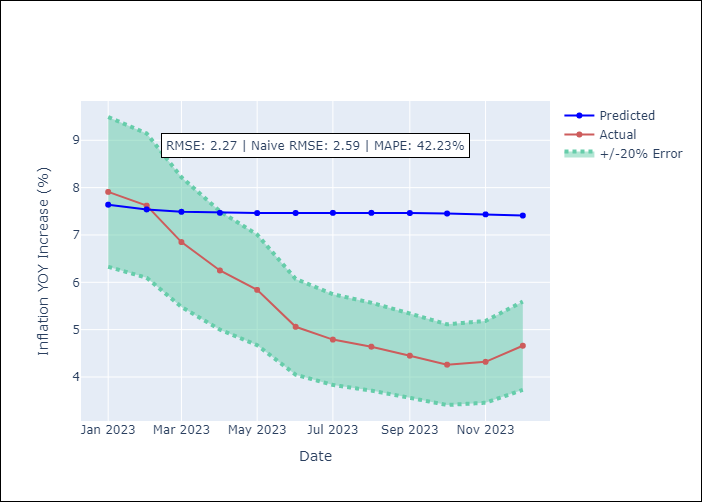 RMSE: 2.27 | Naive RMSE: 2.59 | MAPE: 42.23%
Predicted
Actual
+/-20% Error
Inflation YOY Increase (%)
9
8
7
6
5
4
Jan 2023 Mar 2023 May 2023 Jul 2023 Sep 2023 Nov 2023
Date